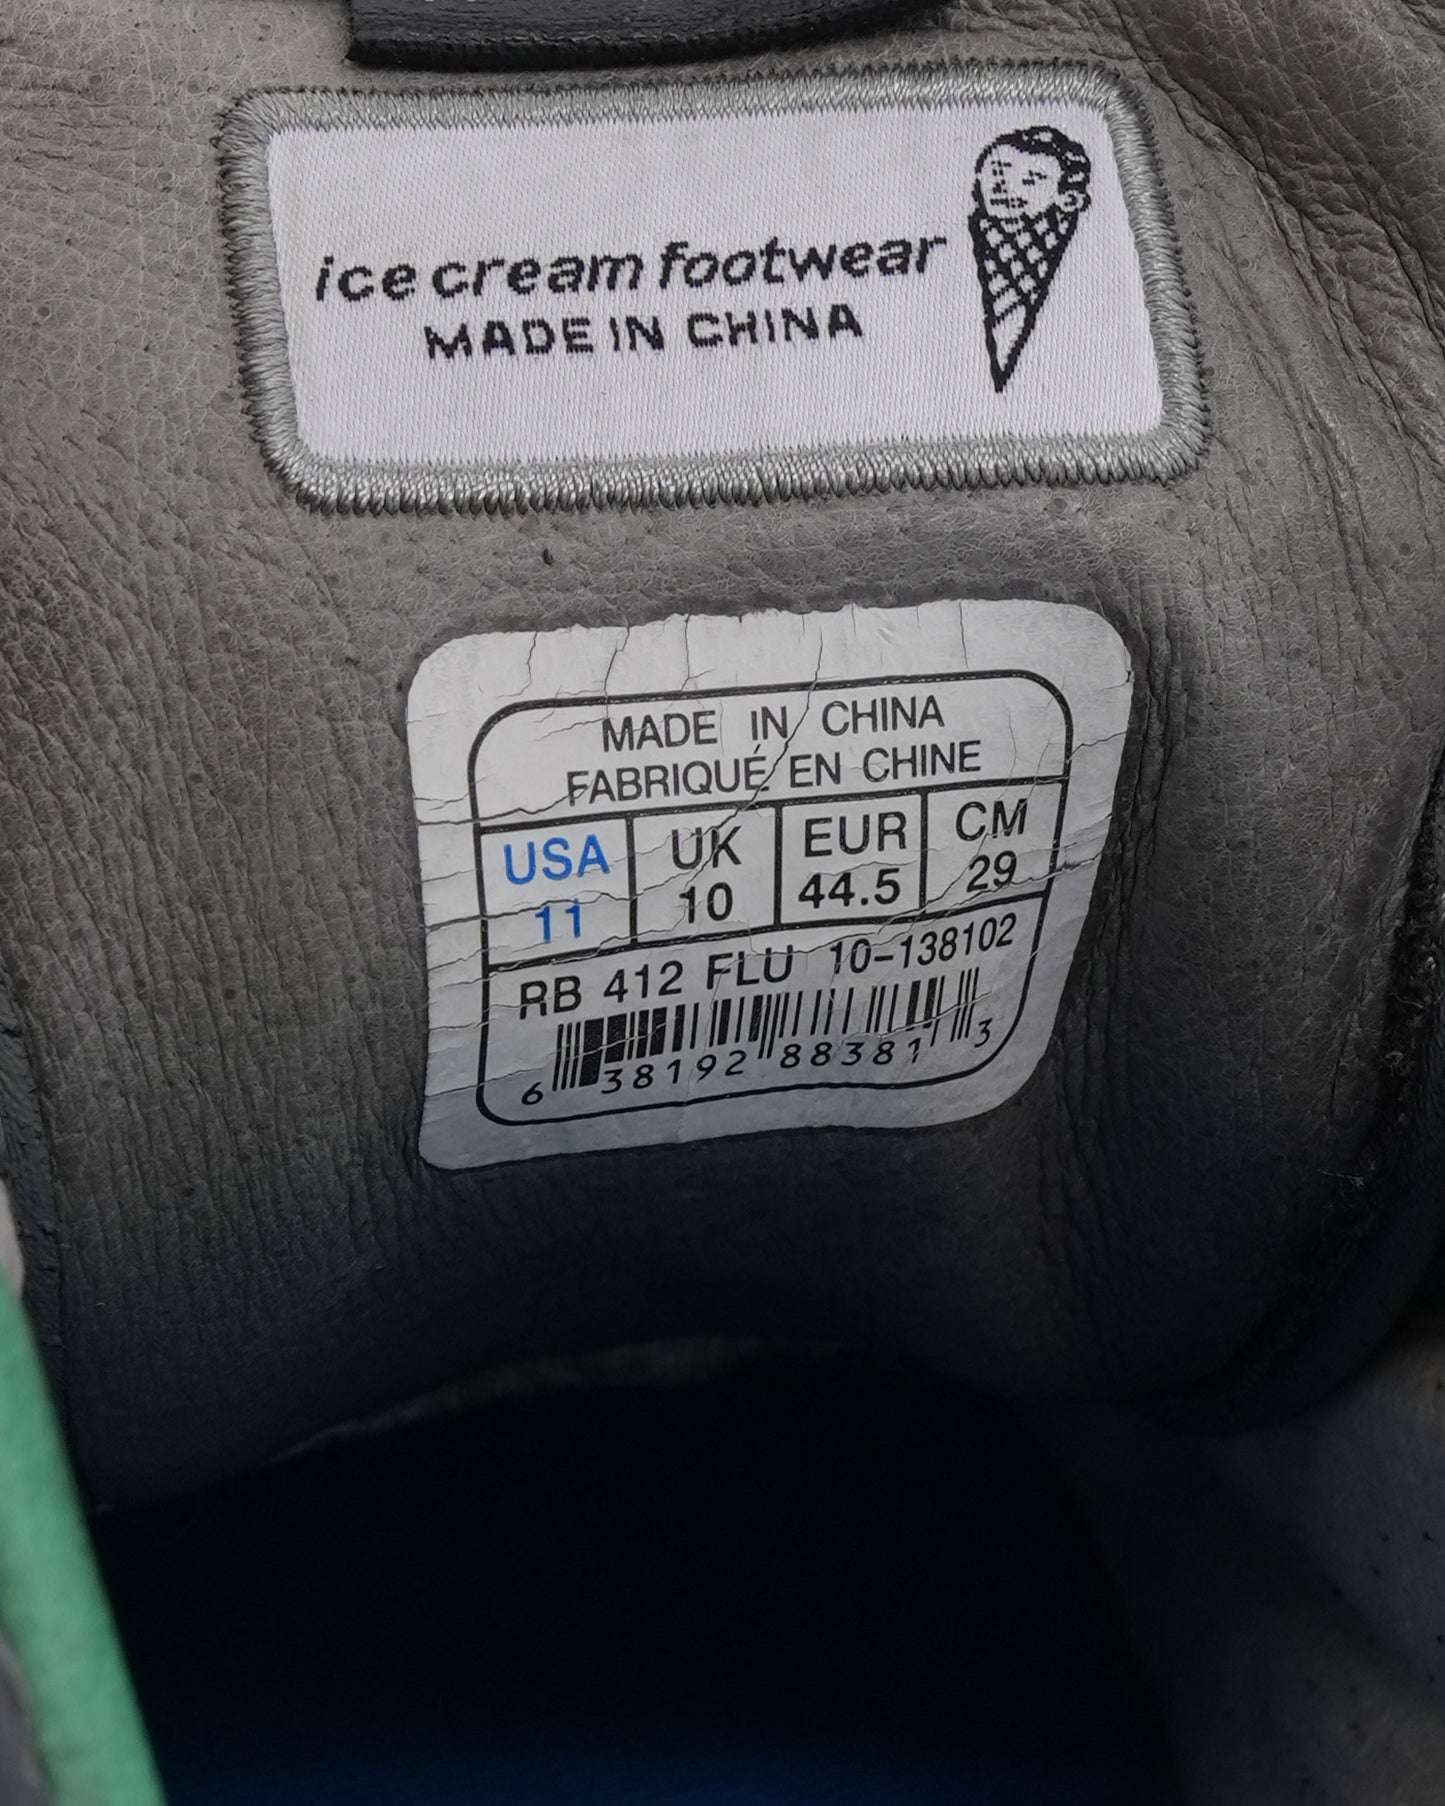 ice cream footwear
MADE IN CHINA
MADE IN CHINA
FABRIQUÉ EN CHINE
USA UK EUR CM
11 10 44.5 29
RB 412 FLU 10-138102
6 38192 88381 3